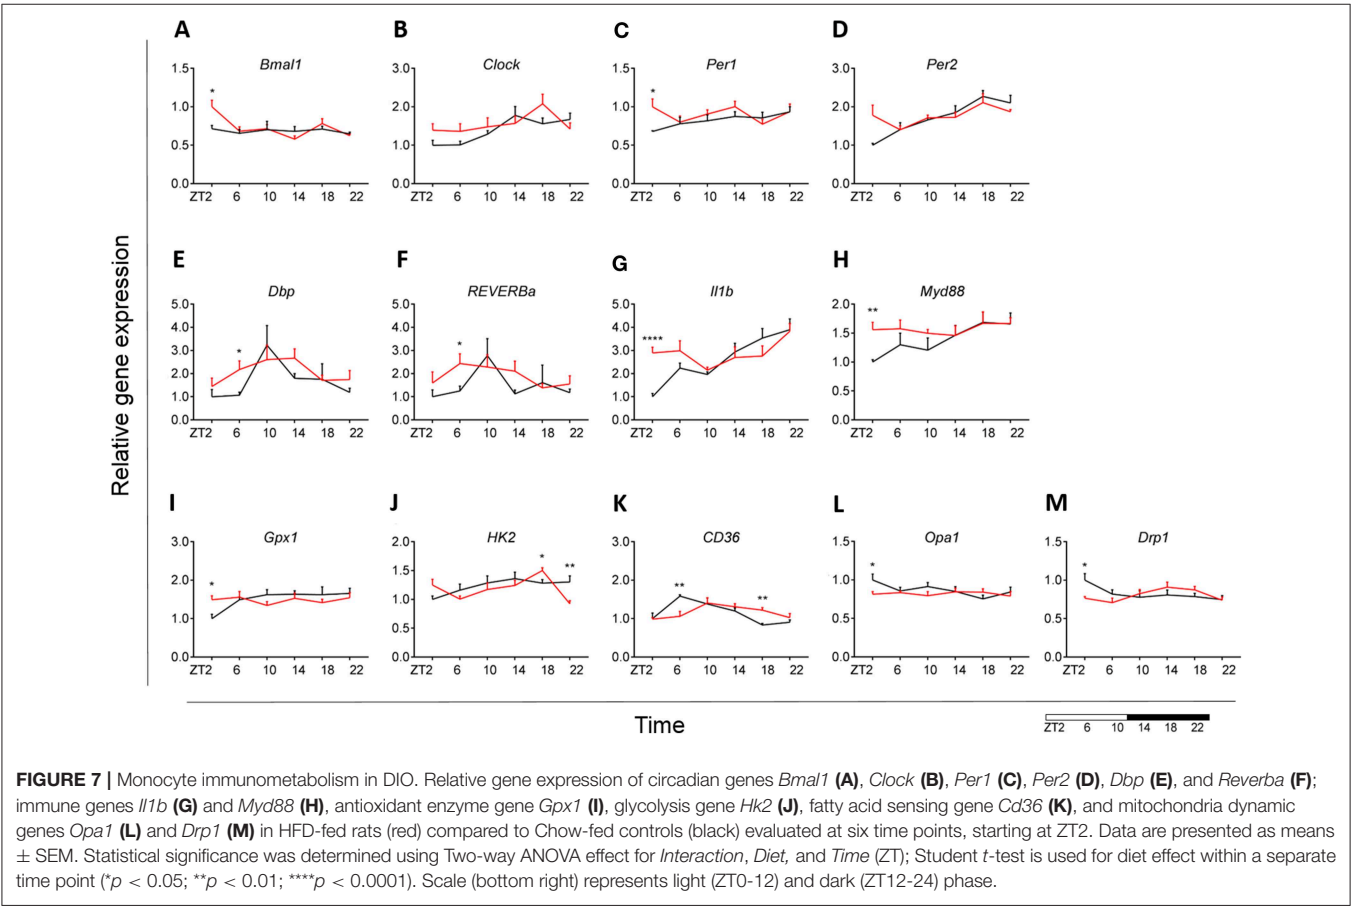 A B C D
Bmal1 Clock Per1 Per2
1.5 3.0 1.5 3.0
* *
1.0 2.0 1.0 2.0
0.5 1.0 0.5 1.0
0.0 0.0 0.0 0.0
ZT2 6 10 14 18 22 ZT2 6 10 14 18 22 ZT2 6 10 14 18 22 ZT2 6 10 14 18 22
Relative gene expression
E F G H
Dbp REVERBa Il1b Myd88
5.0 5.0 5.0 2.0
4.0 4.0 4.0 **
* * **** 1.5
3.0 3.0 3.0
2.0 2.0 2.0 1.0
1.0 1.0 1.0 0.5
0.0 0.0 0.0 0.0
ZT2 6 10 14 18 22 ZT2 6 10 14 18 22 ZT2 6 10 14 18 22 ZT2 6 10 14 18 22
I J K L M
Gpx1 HK2 CD36 Opa1 Drp1
3.0 2.0 3.0 1.5 1.5
* * ** ** ** * *
2.0 1.5 2.0 1.0 1.0
1.0 1.0 1.0 0.5 0.5
0.5
0.0 0.0 0.0 0.0 0.0
ZT2 6 10 14 18 22 ZT2 6 10 14 18 22 ZT2 6 10 14 18 22 ZT2 6 10 14 18 22 ZT2 6 10 14 18 22
Time
ZT2 6 10 14 18 22
FIGURE 7 | Monocyte immunometabolism in DIO. Relative gene expression of circadian genes Bmal1 (A), Clock (B), Per1 (C), Per2 (D), Dbp (E), and Reverba (F);
immune genes Il1b (G) and Myd88 (H), antioxidant enzyme gene Gpx1 (I), glycolysis gene Hk2 (J), fatty acid sensing gene Cd36 (K), and mitochondria dynamic
genes Opa1 (L) and Drp1 (M) in HFD-fed rats (red) compared to Chow-fed controls (black) evaluated at six time points, starting at ZT2. Data are presented as means
± SEM. Statistical significance was determined using Two-way ANOVA effect for Interaction, Diet, and Time (ZT); Student t-test is used for diet effect within a separate
time point (*p < 0.05; **p < 0.01; ****p < 0.0001). Scale (bottom right) represents light (ZT0-12) and dark (ZT12-24) phase.